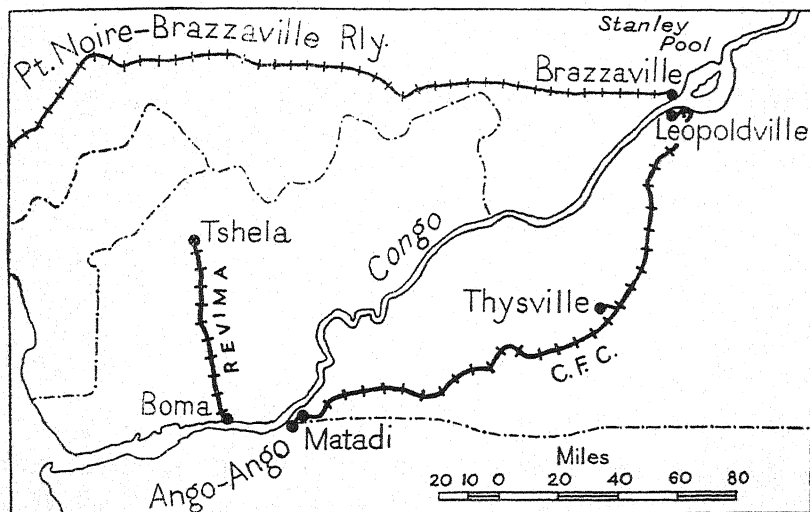 Pt. Noire-Brazzaville Rly.
Stanley
Pool
Brazzaville
Leopoldville
Tshela
Congo
REVIMA
Thysville
C.F.C.
Boma
Matadi
Ango-Ango
Miles
20 10 0 20 40 60 80